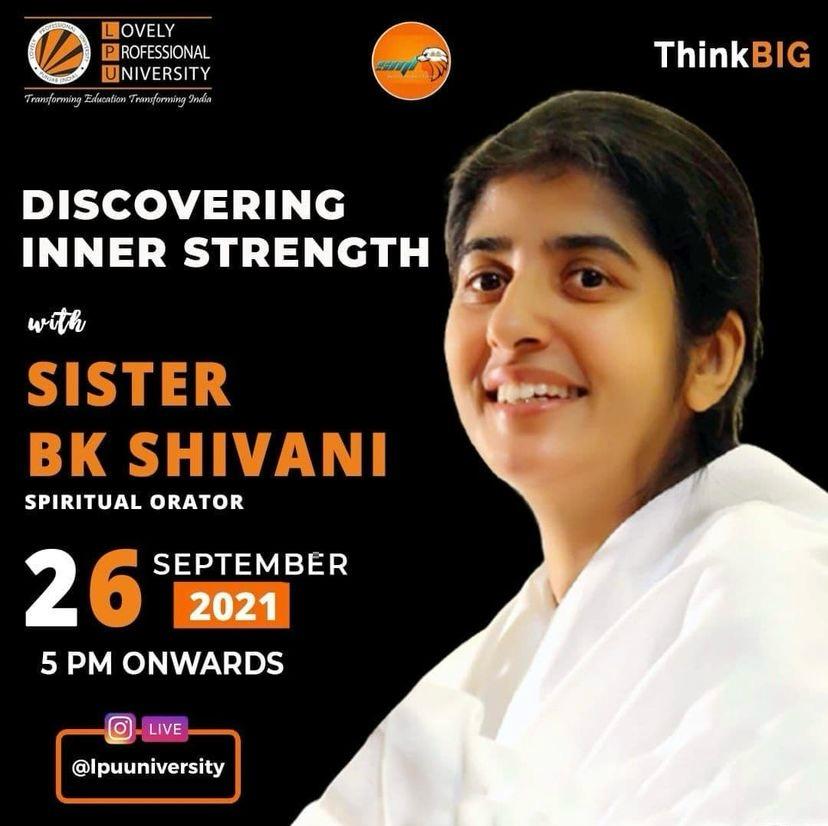 LOVELY
PROFESSIONAL
UNIVERSITY
Transforming Education Transforming India
ThinkBIG
DISCOVERING
INNER STRENGTH
with
SISTER
BK SHIVANI
SPIRITUAL ORATOR
26 SEPTEMBER
2021
5 PM ONWARDS
LIVE
@lpuuniversity